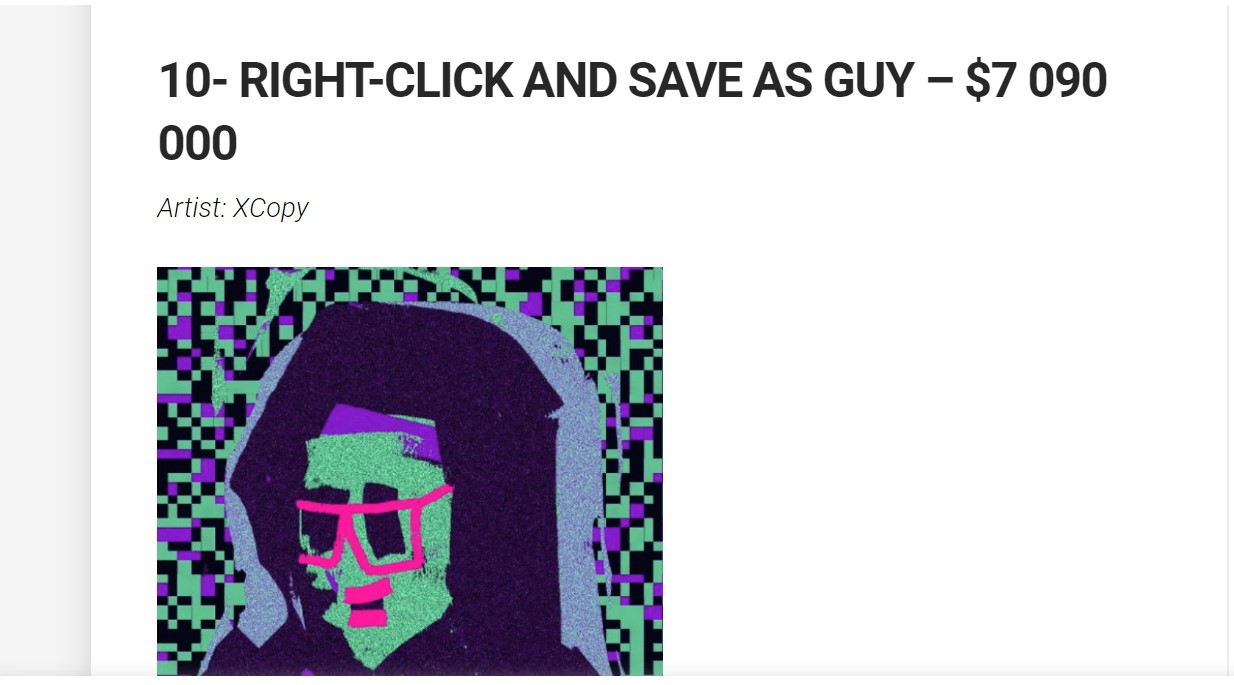 10- RIGHT-CLICK AND SAVE AS GUY – $7 090
000
Artist: XCopy